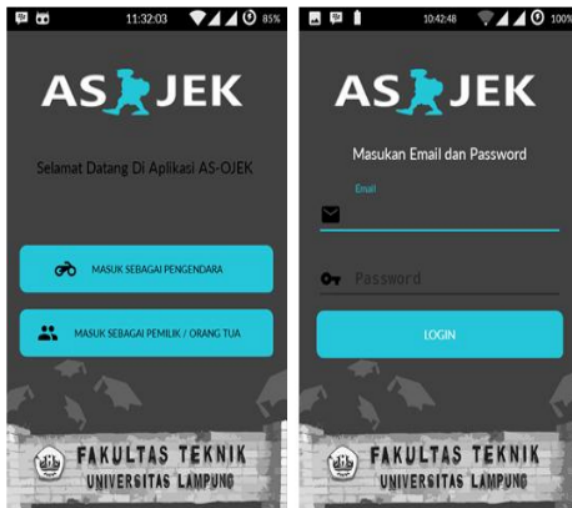 11:32:03
85%
AS JEK
Selamat Datang Di Aplikasi AS-OJEK
MASUK SEBAGAI PENGENDARA
MASUK SEBAGAI PEMILIK / ORANG TUA
FAKULTAS TEKNIK
UNIVERSITAS LAMPUNG
10:42:48
100%
AS JEK
Masukan Email dan Password
Email
Password
LOGIN
FAKULTAS TEKNIK
UNIVERSITAS LAMPUNG